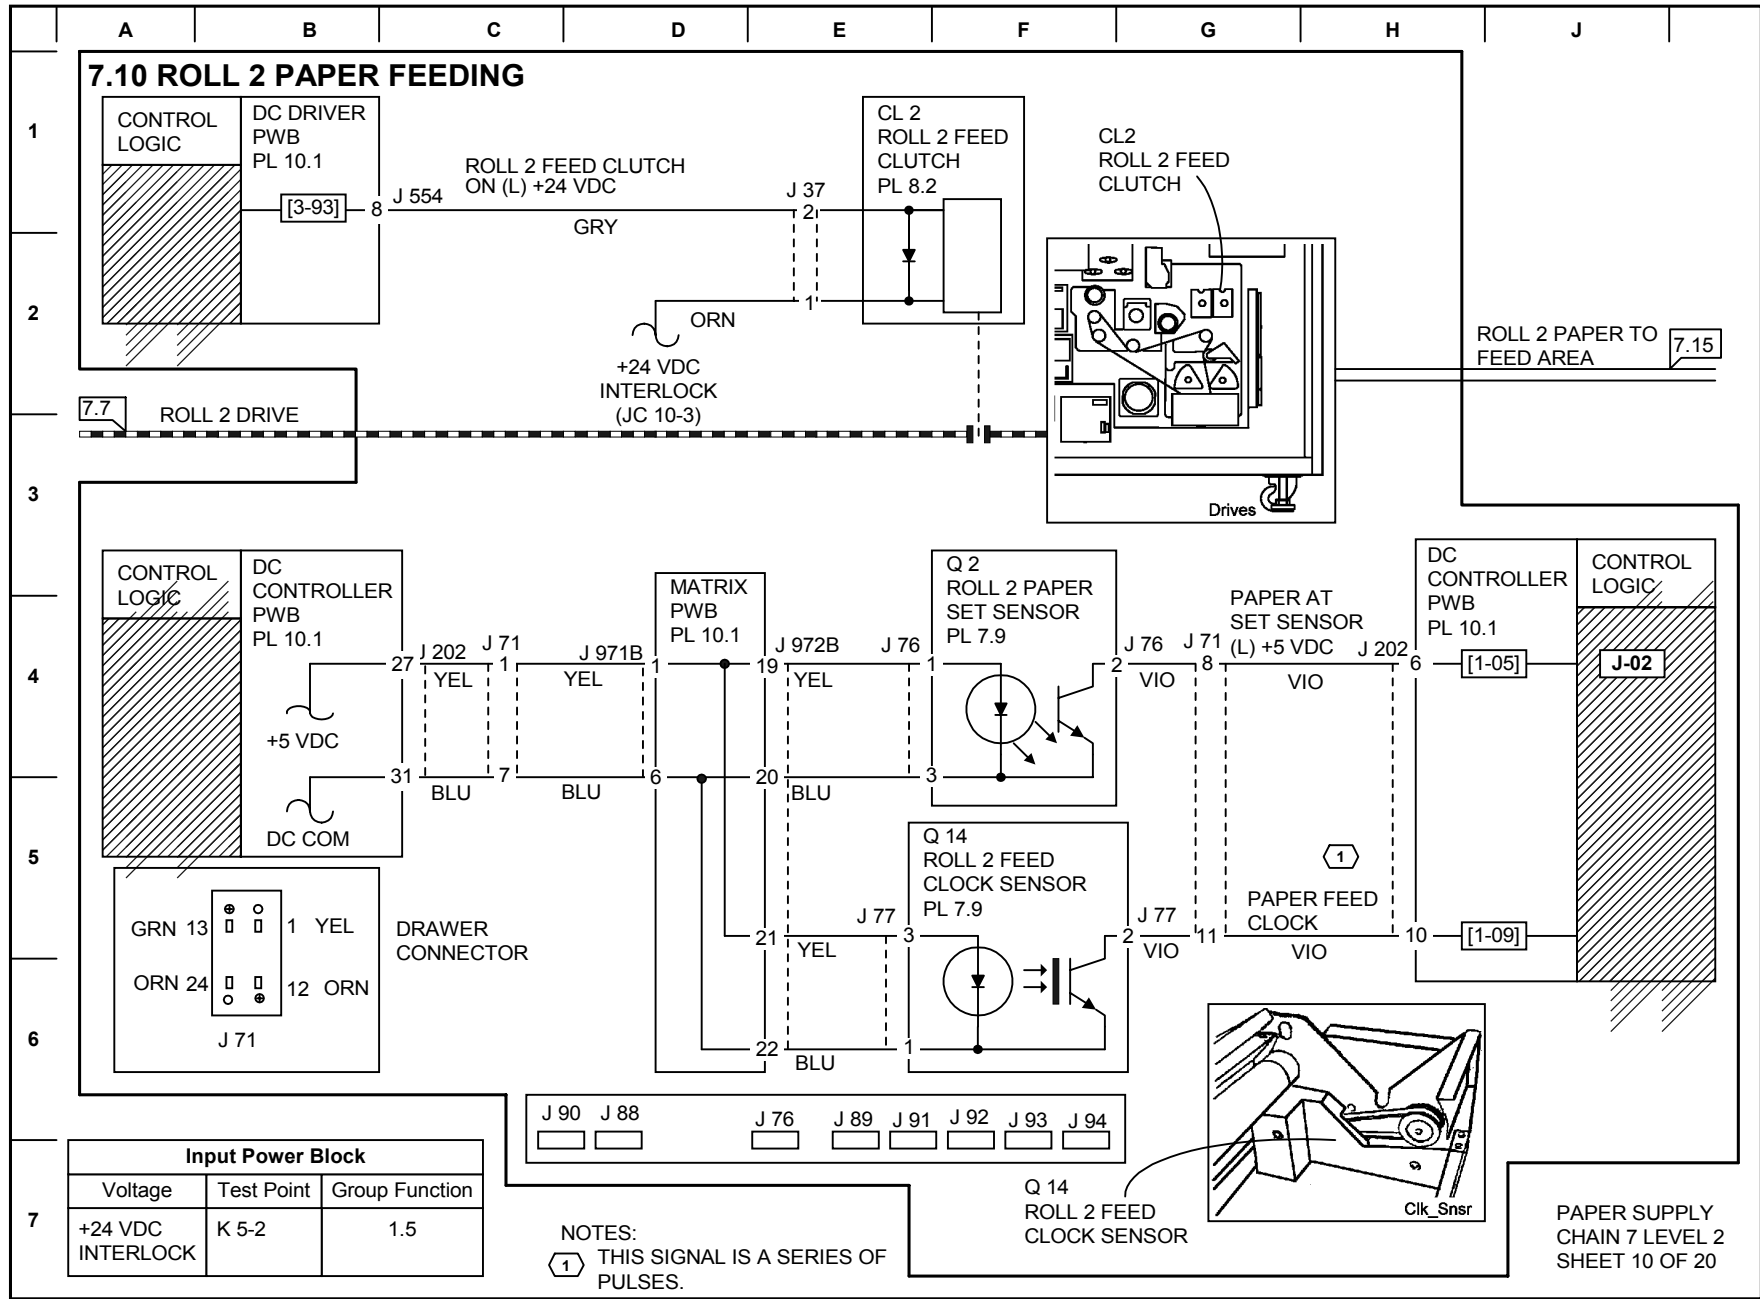 A B C D E F G H J
7.10 ROLL 2 PAPER FEEDING
1
CONTROL
LOGIC
DC DRIVER
PWB
PL 10.1
[3-93]
8
J 554
ROLL 2 FEED CLUTCH
ON (L) +24 VDC
GRY
J 37
2
1
CL 2
ROLL 2 FEED
CLUTCH
PL 8.2
CL2
ROLL 2 FEED
CLUTCH
2
ORN
+24 VDC
INTERLOCK
(JC 10-3)
ROLL 2 PAPER TO
FEED AREA
7.15
7.7
ROLL 2 DRIVE
3
Drives
CONTROL
LOGIC
DC
CONTROLLER
PWB
PL 10.1
MATRIX
PWB
PL 10.1
Q 2
ROLL 2 PAPER
SET SENSOR
PL 7.9
PAPER AT
SET SENSOR
(L) +5 VDC
DC
CONTROLLER
PWB
PL 10.1
CONTROL
LOGIC
4
27
J 202
YEL
J 71
1
YEL
J 971B
1
19
J 972B
YEL
J 76
1
2
J 76
VIO
J 71
8
VIO
J 202
6
[1-05]
J-02
+5 VDC
31
BLU
7
BLU
6
20
BLU
3
DC COM
5
Q 14
ROLL 2 FEED
CLOCK SENSOR
PL 7.9
1
PAPER FEED
CLOCK
GRN 13
1 YEL
ORN 24
12 ORN
J 71
DRAWER
CONNECTOR
21
YEL
J 77
3
2
J 77
VIO
11
VIO
10
[1-09]
6
22
BLU
1
J 90 J 88 J 76 J 89 J 91 J 92 J 93 J 94
Clk_Snsr
Q 14
ROLL 2 FEED
CLOCK SENSOR
7
Input Power Block
Voltage Test Point Group Function
+24 VDC
INTERLOCK
K 5-2
1.5
NOTES:
1 THIS SIGNAL IS A SERIES OF
PULSES.
PAPER SUPPLY
CHAIN 7 LEVEL 2
SHEET 10 OF 20